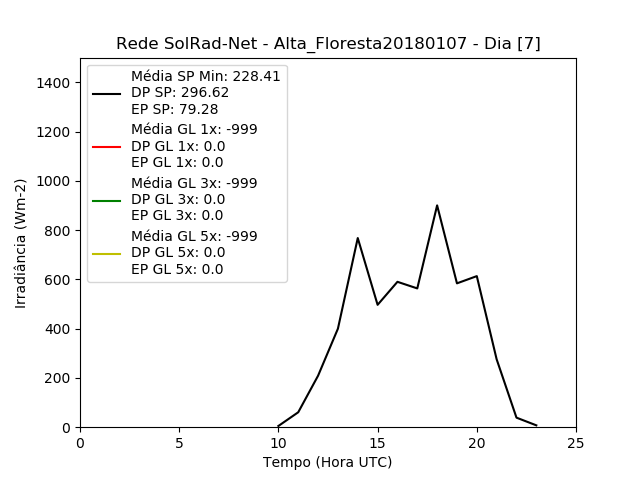 Rede SolRad-Net - Alta_Floresta20180107 - Dia [7]
Média SP Min: 228.41
DP SP: 296.62
EP SP: 79.28
Média GL 1x: -999
DP GL 1x: 0.0
EP GL 1x: 0.0
Média GL 3x: -999
DP GL 3x: 0.0
EP GL 3x: 0.0
Média GL 5x: -999
DP GL 5x: 0.0
EP GL 5x: 0.0
Irradiância (Wm-2)
1400
1200
1000
800
600
400
200
0
0 5 10 15 20 25
Tempo (Hora UTC)